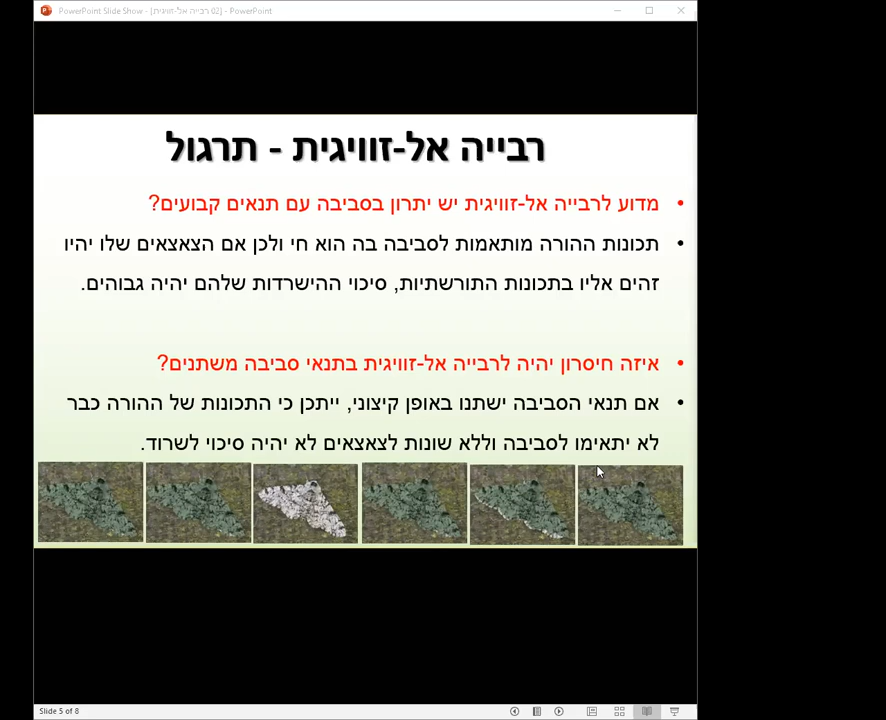 PowerPoint Slide Show - [02 רבייה אל-זוויגית] - PowerPoint
רבייה אל-זוויגית - תרגול
• מדוע לרבייה אל-זוויגית יש יתרון בסביבה עם תנאים קבועים?
• תכונות ההורה מותאמות לסביבה בה הוא חי ולכן אם הצאצאים שלו יהיו
זהים אליו בתכונות התורשתיות, סיכוי ההישרדות שלהם יהיה גבוהים.
• איזה חיסרון יהיה לרבייה אל-זוויגית בתנאי סביבה משתנים?
• אם תנאי הסביבה ישתנו באופן קיצוני, ייתכן כי התכונות של ההורה כבר
לא יתאימו לסביבה וללא שונות לצאצאים לא יהיה סיכוי לשרוד.
Slide 5 of 8